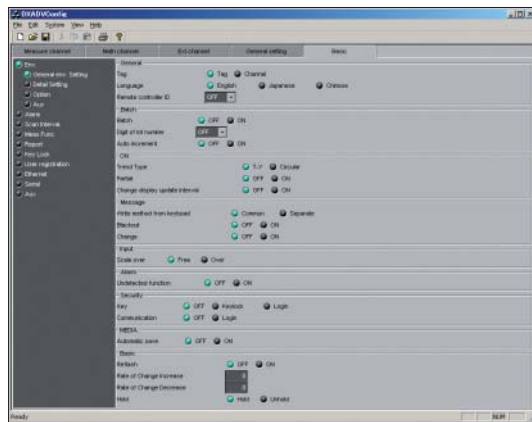 DXADVConfig
File Edit System View Help
Measure channel Math channel Ext channel General setting Basic
Env.
General env. Setting
Detail Setting
Option
Aux
Alarm
Scan Interval
Meas Func.
Report
Key Lock
User registration
Ethernet
Serial
Aux
General
Tag Tag Channel
Language English Japanese Chinese
Remote controller ID OFF
Batch
Batch OFF ON
Digit of lot number OFF
Auto increment OFF ON
Trend Type T-Y Circular
Partial OFF ON
Change display update interval OFF ON
Message
Write method from keypad Common Separate
Blackout OFF ON
Change OFF ON
Input
Scale over Free Over
Alarm
Undetected function OFF ON
Security
Key OFF Keylock Login
Communication OFF Login
MEDIA
Automatic save OFF ON
Basic
Reflash OFF ON
Rate of Change Increase
Rate of Change Decrease
Hold Hold Unhold
Ready NUM